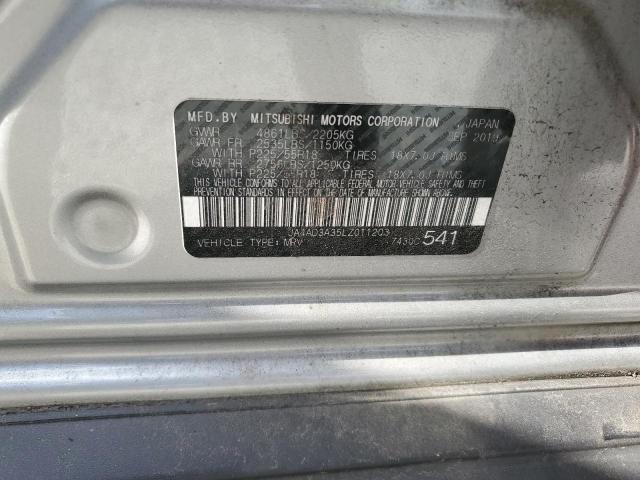 MFD.BY MITSUBISHI MOTORS CORPORATION JAPAN
GVWR 4861LBS/2205KG SEP 2019
GAWR FR 2535LBS/1150KG
WITH P225/55R18 TIRES. 18X7.0J RIMS
GAWR RR /1250KG
WITH P225/55R18 TIRES. 18X7.0J RIMS
THIS VEHICLE CONFORMS TO ALL APPLICABLE FEDERAL MOTOR VEHICLE SAFETY AND THEFT
PREVENTION STANDARDS IN EFFECT ON THE DATE OF MANUFACTURE SHOWN ABOVE.
JA4AD3A35LZ011203
VEHICLE TYPE: MRV 7430C 541